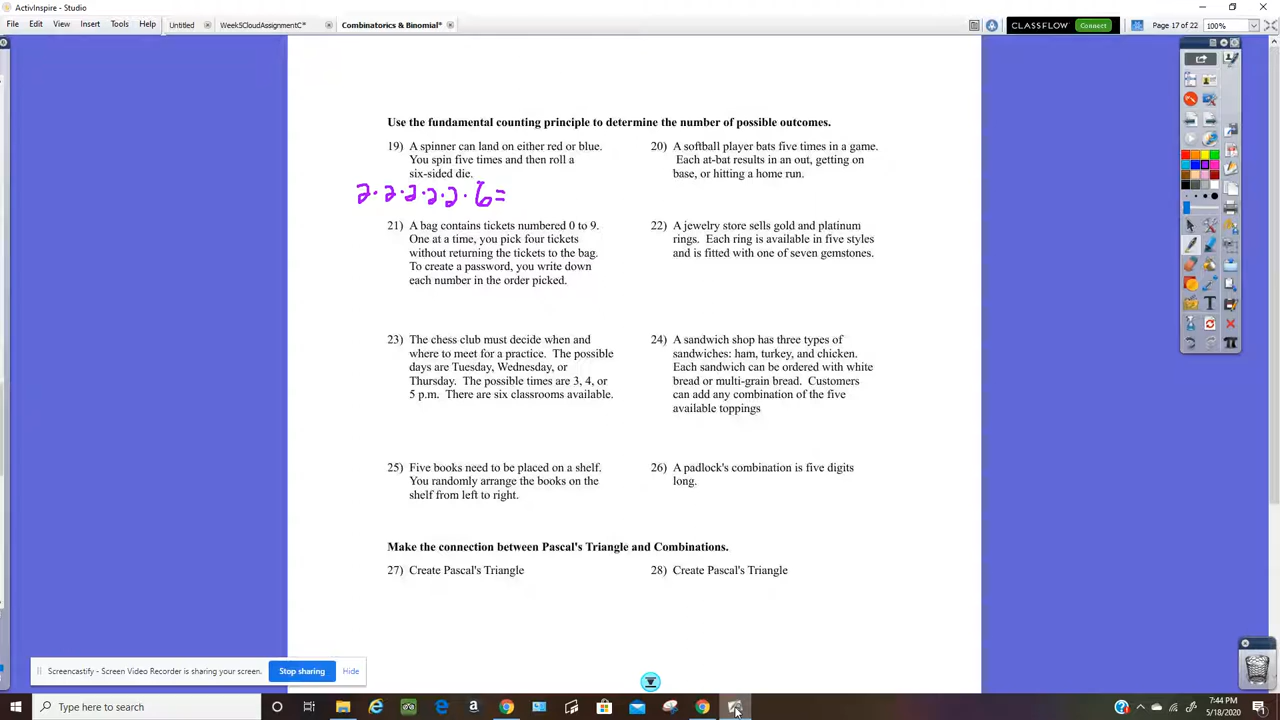 ActivInspire - Studio
File Edit View Insert Tools Help Untitled Week5CloudAssignmentC* Combinatorics & Binomial* CLASSFLOW Connect Page 17 of 22 100%
Use the fundamental counting principle to determine the number of possible outcomes.
19) A spinner can land on either red or blue.
You spin five times and then roll a
six-sided die.
2·2·2·2·2·6=
20) A softball player bats five times in a game.
Each at-bat results in an out, getting on
base, or hitting a home run.
21) A bag contains tickets numbered 0 to 9.
One at a time, you pick four tickets
without returning the tickets to the bag.
To create a password, you write down
each number in the order picked.
22) A jewelry store sells gold and platinum
rings. Each ring is available in five styles
and is fitted with one of seven gemstones.
23) The chess club must decide when and
where to meet for a practice. The possible
days are Tuesday, Wednesday, or
Thursday. The possible times are 3, 4, or
5 p.m. There are six classrooms available.
24) A sandwich shop has three types of
sandwiches: ham, turkey, and chicken.
Each sandwich can be ordered with white
bread or multi-grain bread. Customers
can add any combination of the five
available toppings
25) Five books need to be placed on a shelf.
You randomly arrange the books on the
shelf from left to right.
26) A padlock's combination is five digits
long.
Make the connection between Pascal's Triangle and Combinations.
27) Create Pascal's Triangle
28) Create Pascal's Triangle
Screencastify - Screen Video Recorder is sharing your screen. Stop sharing Hide
Type here to search
7:44 PM
5/18/2020